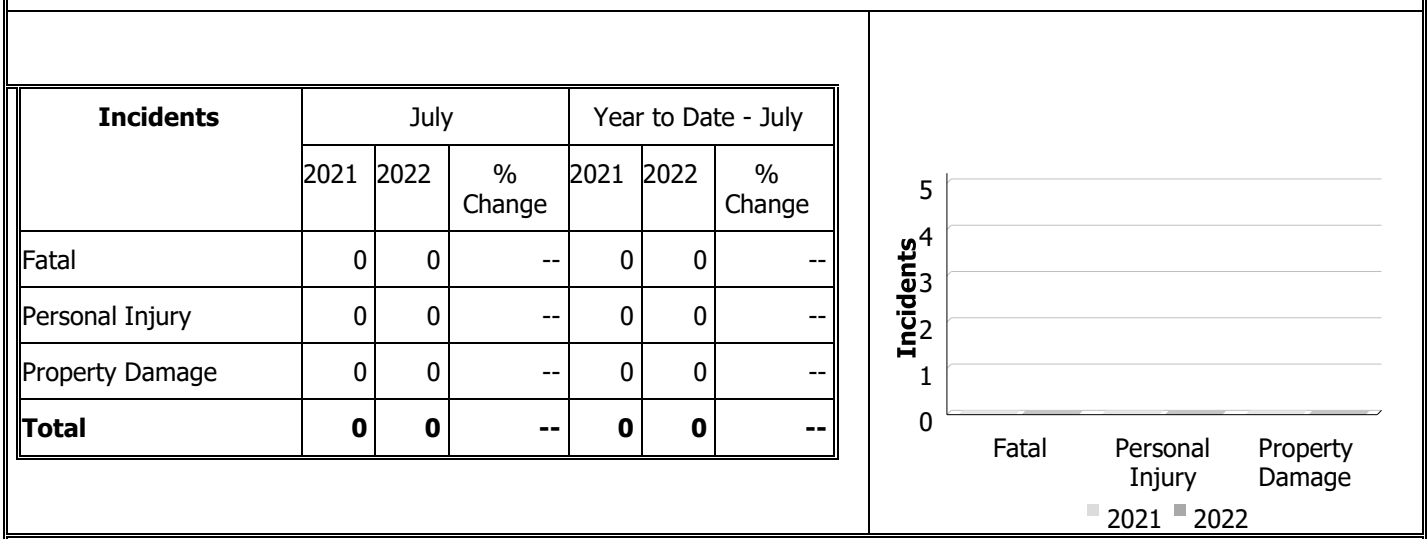 Incidents July Year to Date - July
2021 2022 % Change 2021 2022 % Change
Fatal 0 0 -- 0 0 --
Personal Injury 0 0 -- 0 0 --
Property Damage 0 0 -- 0 0 --
Total 0 0 -- 0 0 --
Incidents
5
4
3
2
1
0
Fatal Personal Property
Injury Damage
2021 2022